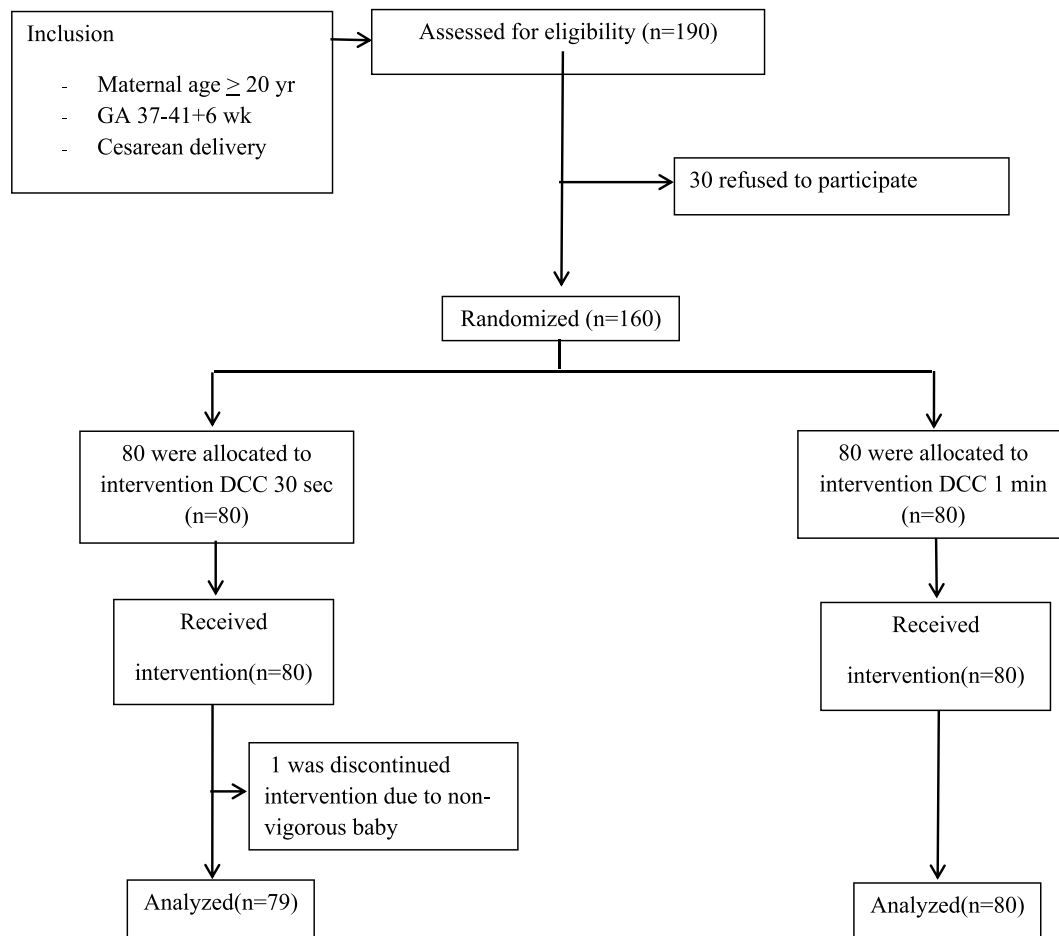 Inclusion
- Maternal age ≥ 20 yr
- GA 37-41+6 wk
- Cesarean delivery
Assessed for eligibility (n=190)
30 refused to participate
Randomized (n=160)
80 were allocated to
intervention DCC 30 sec
(n=80)
80 were allocated to
intervention DCC 1 min
(n=80)
Received
intervention(n=80)
Received
intervention(n=80)
1 was discontinued
intervention due to non-
vigorous baby
Analyzed(n=79)
Analyzed(n=80)